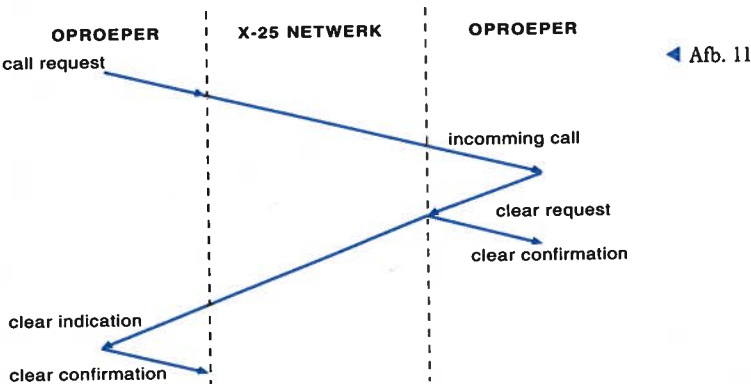 OPROEPER
X-25 NETWERK
OPROEPER
◀ Afb. 11
call request
incomming call
clear request
clear confirmation
clear indication
clear confirmation